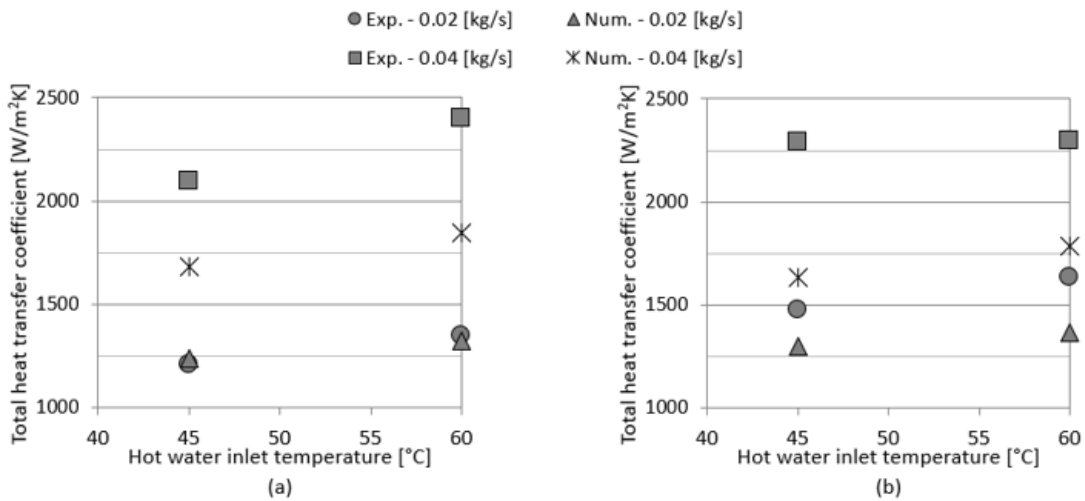 Exp. - 0.02 [kg/s]
Num. - 0.02 [kg/s]
Exp. - 0.04 [kg/s]
Num. - 0.04 [kg/s]
Total heat transfer coefficient [W/m²K]
2500
2000
1500
1000
40
45
50
55
60
Hot water inlet temperature [°C]
(a)
Total heat transfer coefficient [W/m²K]
2500
2000
1500
1000
40
45
50
55
60
Hot water inlet temperature [°C]
(b)